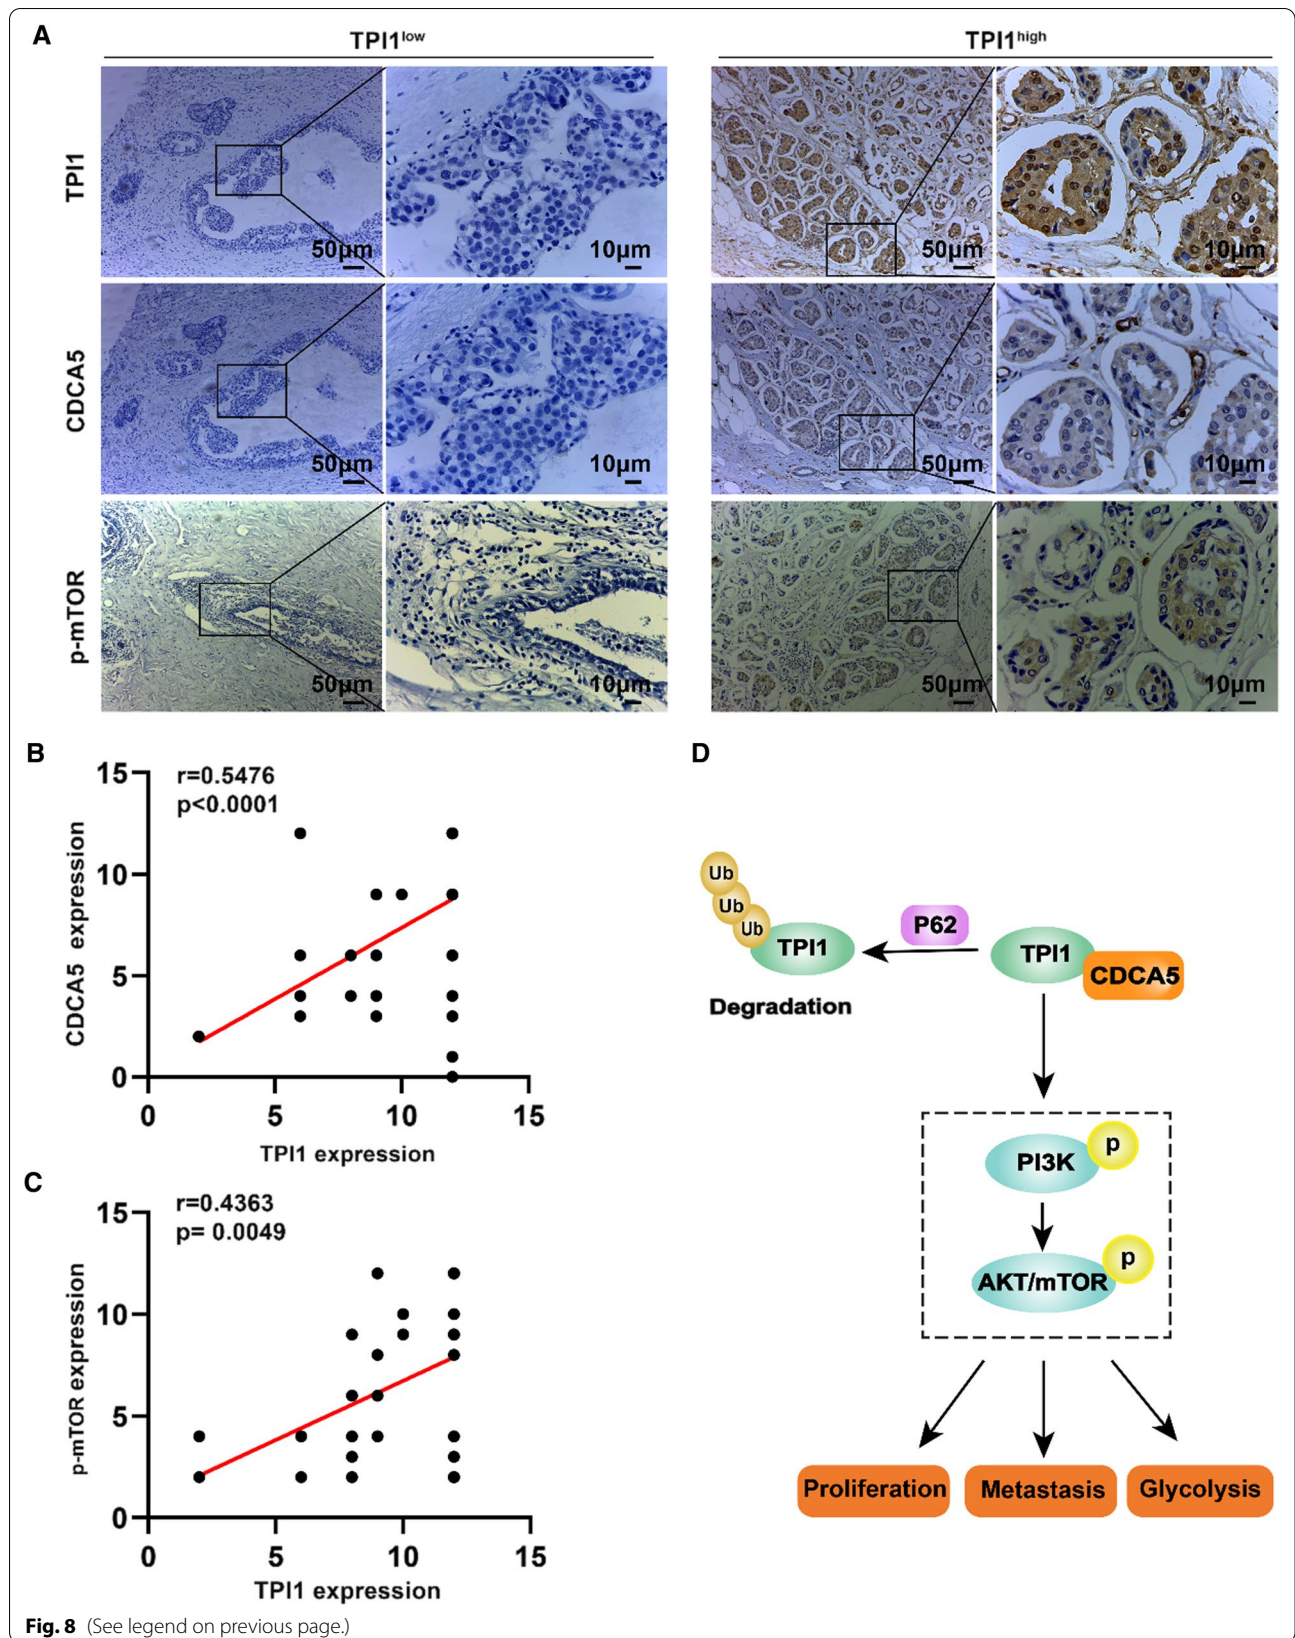 A
TPI1low
TPI1high
TPI1
50μm
10μm
50μm
10μm
CDCA5
50μm
10μm
50μm
10μm
p-mTOR
50μm
10μm
50μm
10μm
B
r=0.5476
p<0.0001
15
10
5
0
CDCA5 expression
0 5 10 15
TPI1 expression
C
r=0.4363
p= 0.0049
15
10
5
0
p-mTOR expression
0 5 10 15
TPI1 expression
D
Ub
Ub
Ub
TPI1
P62
TPI1
CDCA5
Degradation
PI3K
p
AKT/mTOR
p
Proliferation
Metastasis
Glycolysis
Fig. 8 (See legend on previous page.)